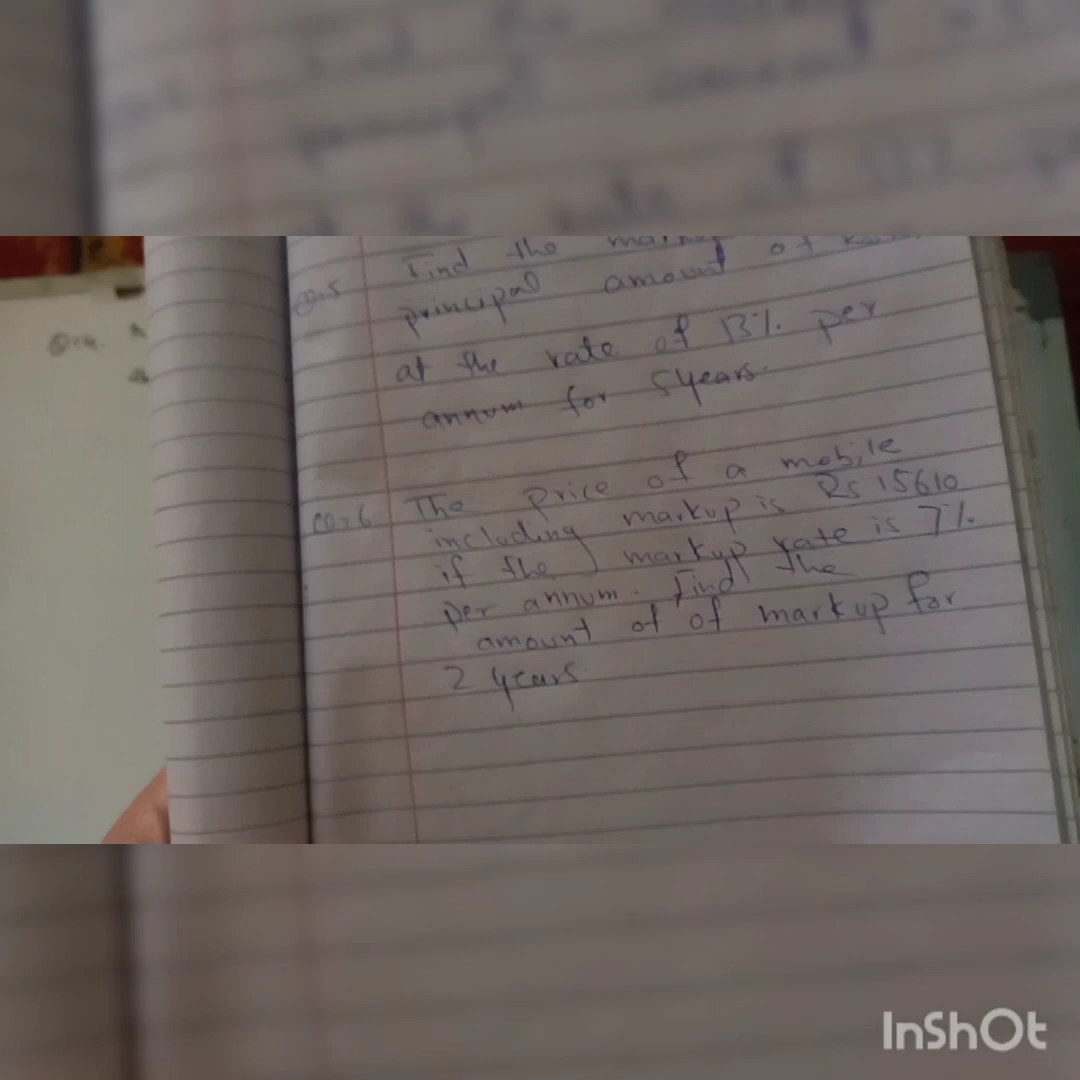 Q.5 Find the markup of
principal amount
at the rate of 13% per
annum for 5 years.
Q.6 The price of a mobile
including markup is Rs 15610
if the markup rate is 7%
per annum. Find the
amount of of markup for
2 years.
InShOt